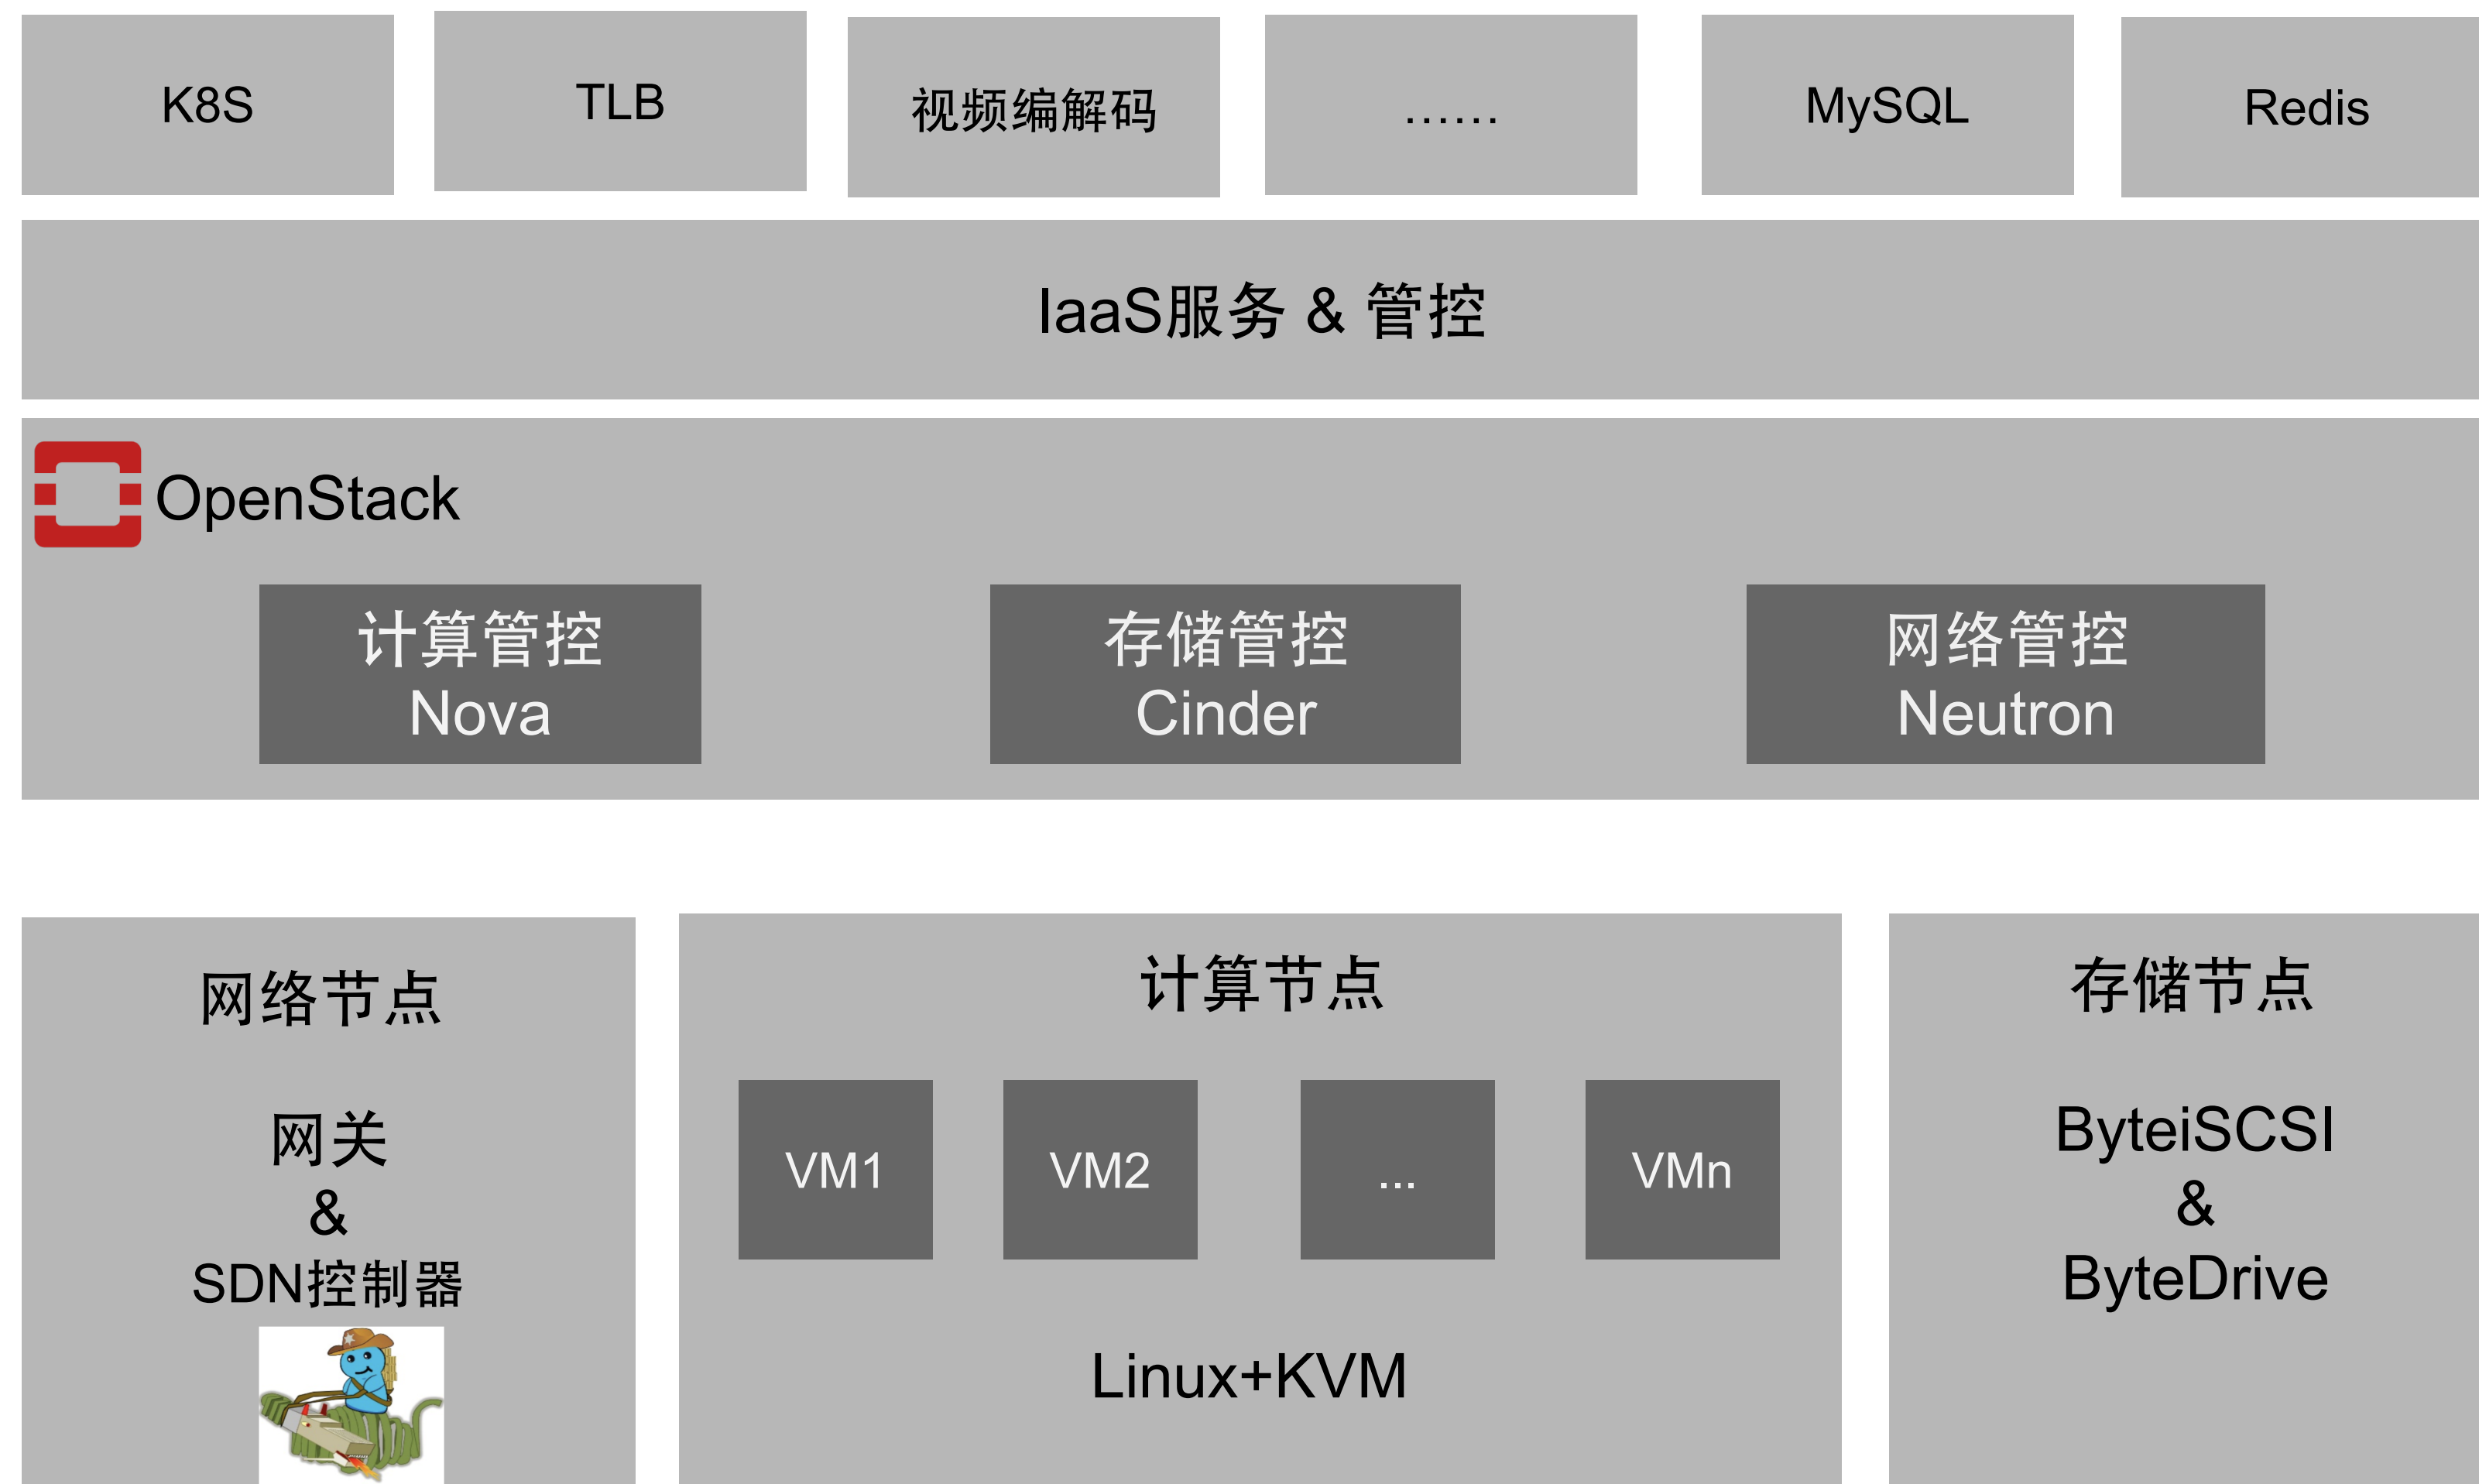 K8S
TLB
视频编解码
......
MySQL
Redis
IaaS服务 & 管控
OpenStack
计算管控
Nova
存储管控
Cinder
网络管控
Neutron
网络节点
网关
&
SDN控制器
计算节点
VM1
VM2
...
VMn
Linux+KVM
存储节点
ByteiSCSI
&
ByteDrive